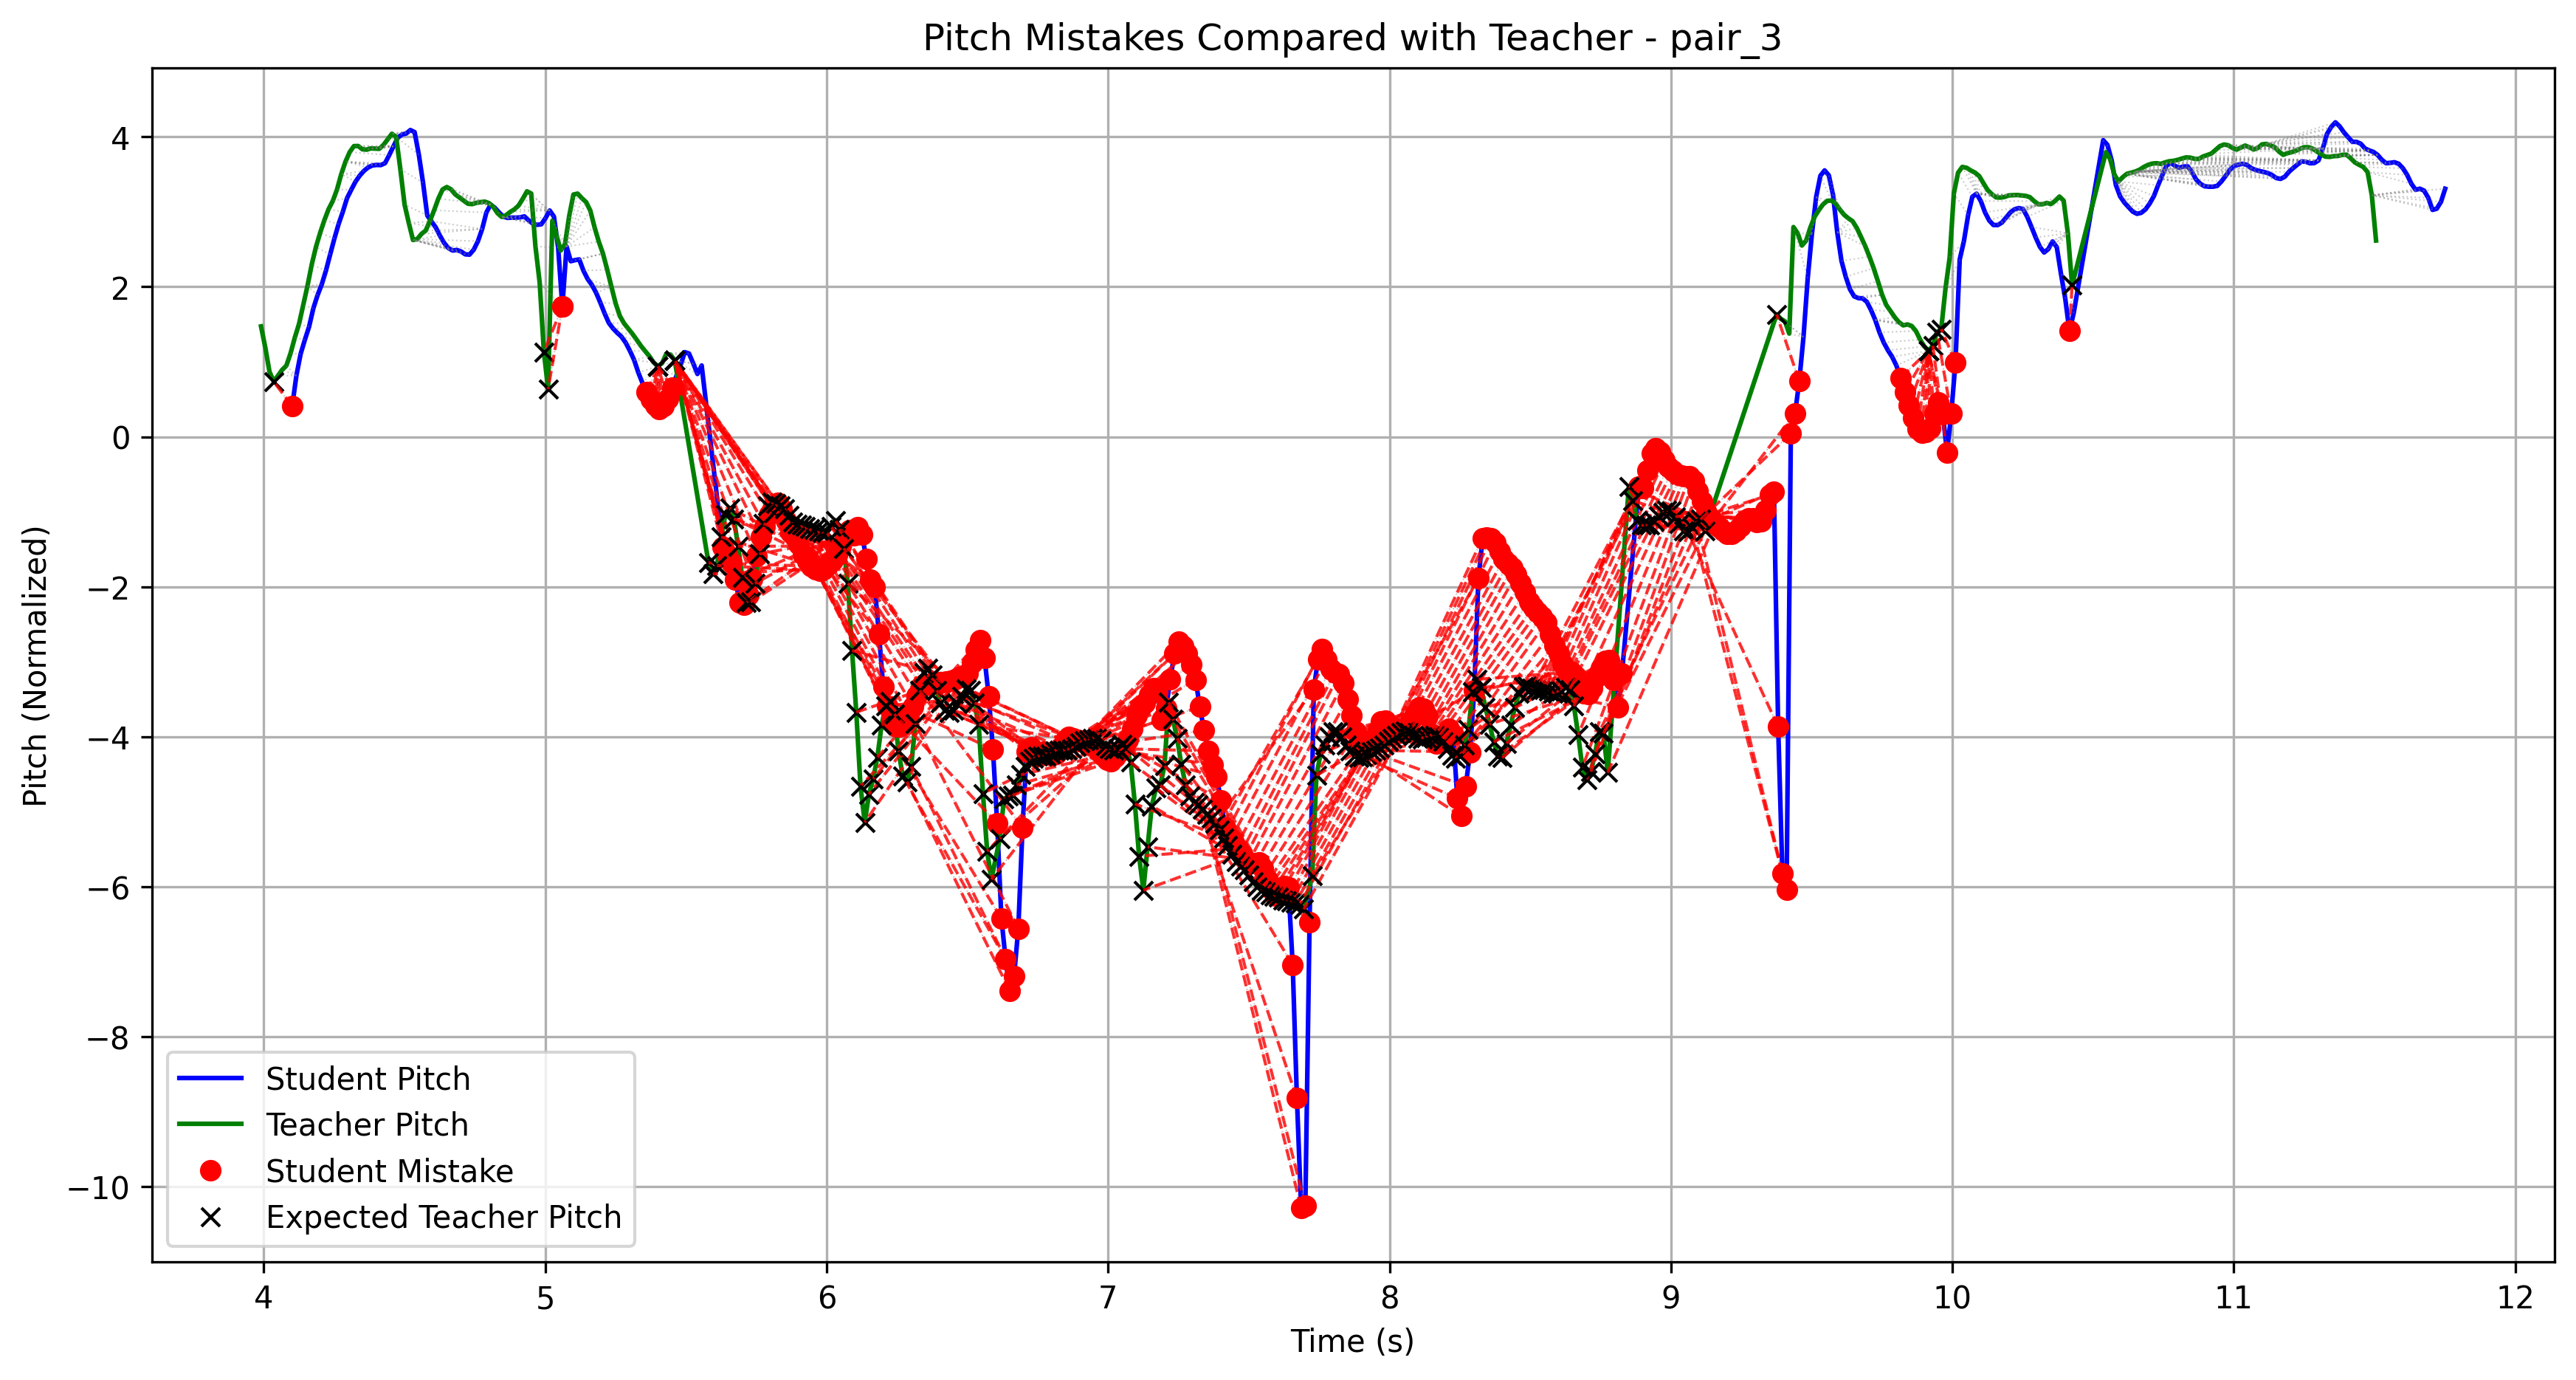 Pitch Mistakes Compared with Teacher - pair_3
Pitch (Normalized)
4
2
0
−2
−4
−6
−8
−10
Student Pitch
Teacher Pitch
Student Mistake
Expected Teacher Pitch
4 5 6 7 8 9 10 11 12
Time (s)